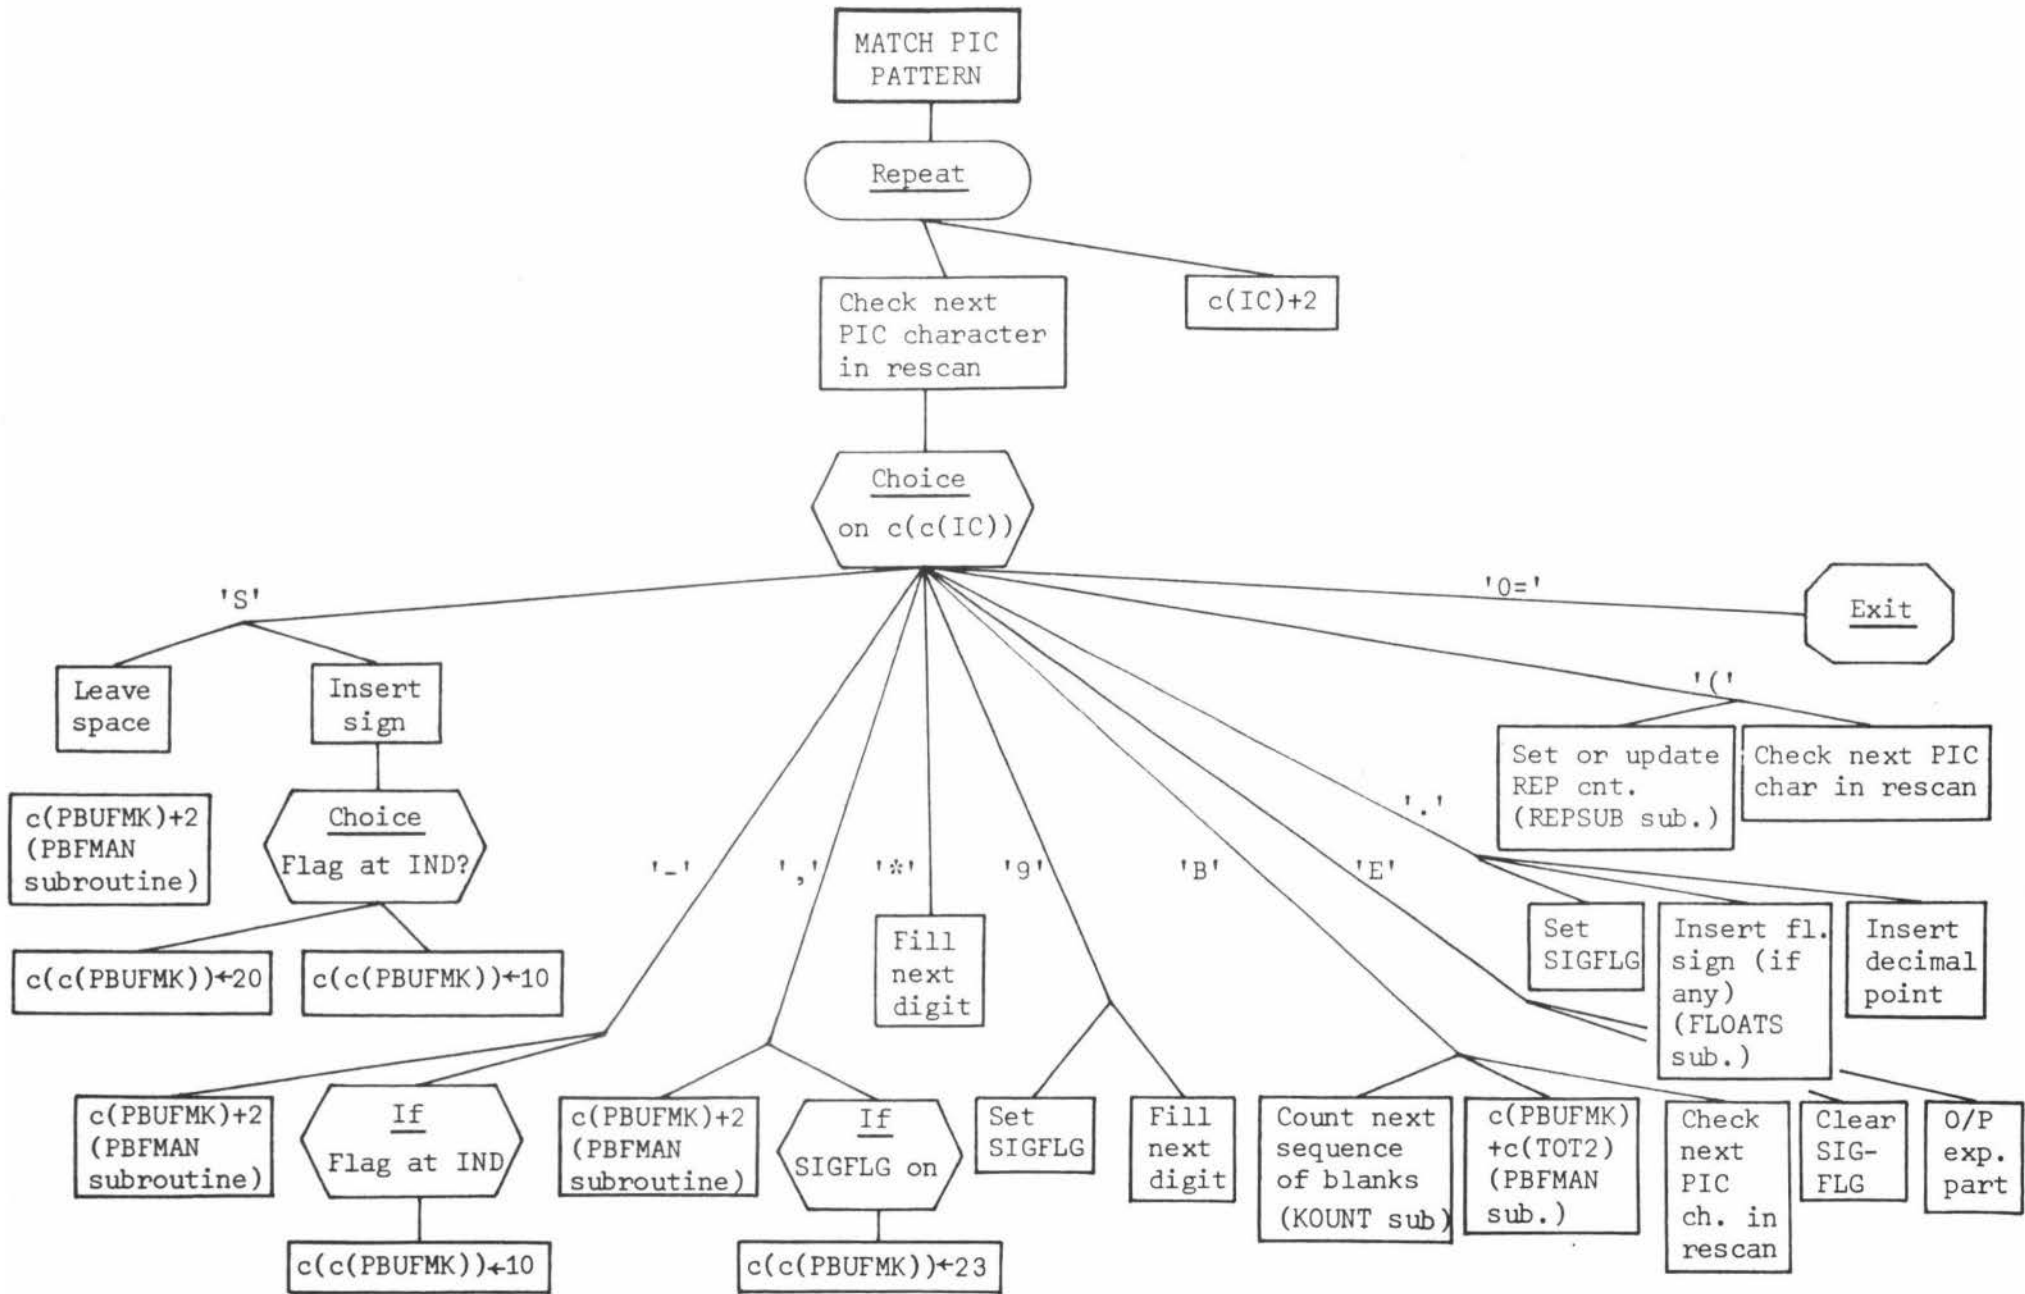 MATCH PIC
PATTERN
Repeat
Check next
PIC character
in rescan
c(IC)+2
Choice
on c(c(IC))
'S'
'0='
Exit
Leave
space
Insert
sign
'('
Set or update
REP cnt.
(REPSUB sub.)
Check next PIC
char in rescan
c(PBUFMK)+2
(PBFMAN
subroutine)
Choice
Flag at IND?
'-'
','
'*'
'9'
'B'
'E'
'.'
c(c(PBUFMK))←20
c(c(PBUFMK))←10
Fill
next
digit
Set
SIGFLG
Insert fl.
sign (if
any)
(FLOATS
sub.)
Insert
decimal
point
c(PBUFMK)+2
(PBFMAN
subroutine)
If
Flag at IND
c(c(PBUFMK))←10
c(PBUFMK)+2
(PBFMAN
subroutine)
If
SIGFLG on
c(c(PBUFMK))←23
Set
SIGFLG
Fill
next
digit
Count next
sequence
of blanks
(KOUNT sub)
c(PBUFMK)
+c(TOT2)
(PBFMAN
sub.)
Check
next
PIC
ch. in
rescan
Clear
SIG-
FLG
O/P
exp.
part